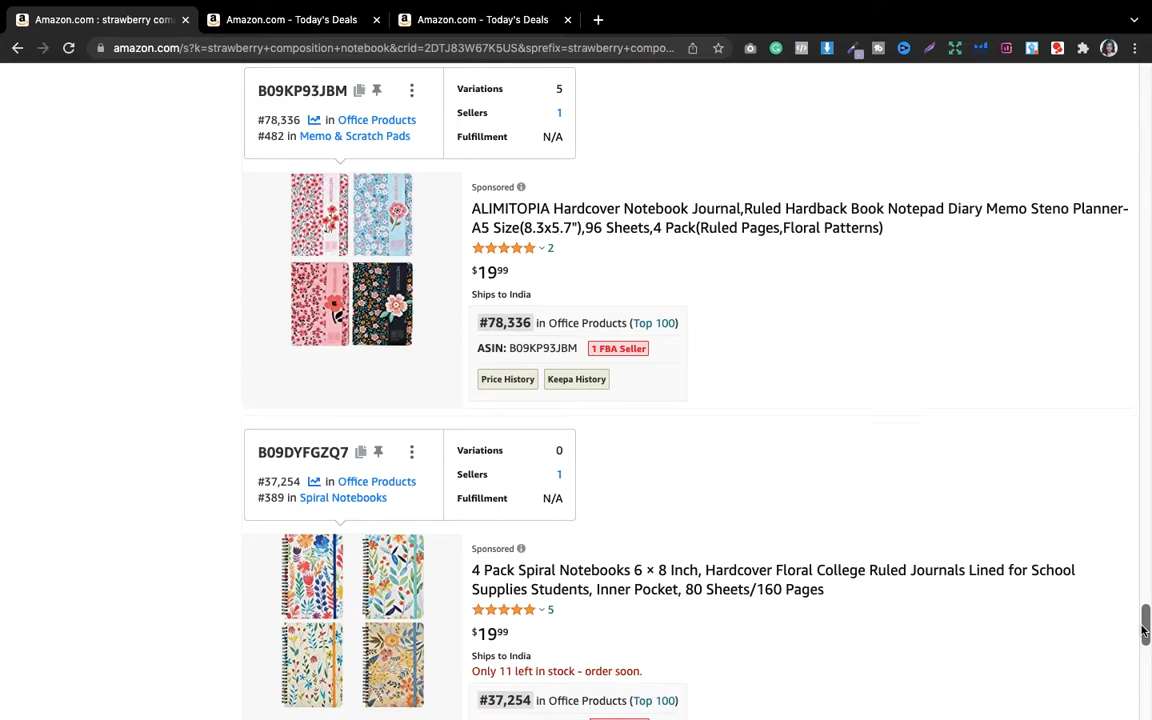 Amazon.com : strawberry com
Amazon.com - Today's Deals
Amazon.com - Today's Deals
amazon.com/s?k=strawberry+composition+notebook&crid=2DTJ83W67K5US&sprefix=strawberry+compo...
B09KP93JBM
#78,336 in Office Products
#482 in Memo & Scratch Pads
Variations 5
Sellers 1
Fulfillment N/A
Sponsored
ALIMITOPIA Hardcover Notebook Journal,Ruled Hardback Book Notepad Diary Memo Steno Planner-
A5 Size(8.3x5.7"),96 Sheets,4 Pack(Ruled Pages,Floral Patterns)
2
$19.99
Ships to India
#78,336 in Office Products (Top 100)
ASIN: B09KP93JBM 1 FBA Seller
Price History Keepa History
B09DYFGZQ7
#37,254 in Office Products
#389 in Spiral Notebooks
Variations 0
Sellers 1
Fulfillment N/A
Sponsored
4 Pack Spiral Notebooks 6 × 8 Inch, Hardcover Floral College Ruled Journals Lined for School
Supplies Students, Inner Pocket, 80 Sheets/160 Pages
5
$19.99
Ships to India
Only 11 left in stock - order soon.
#37,254 in Office Products (Top 100)